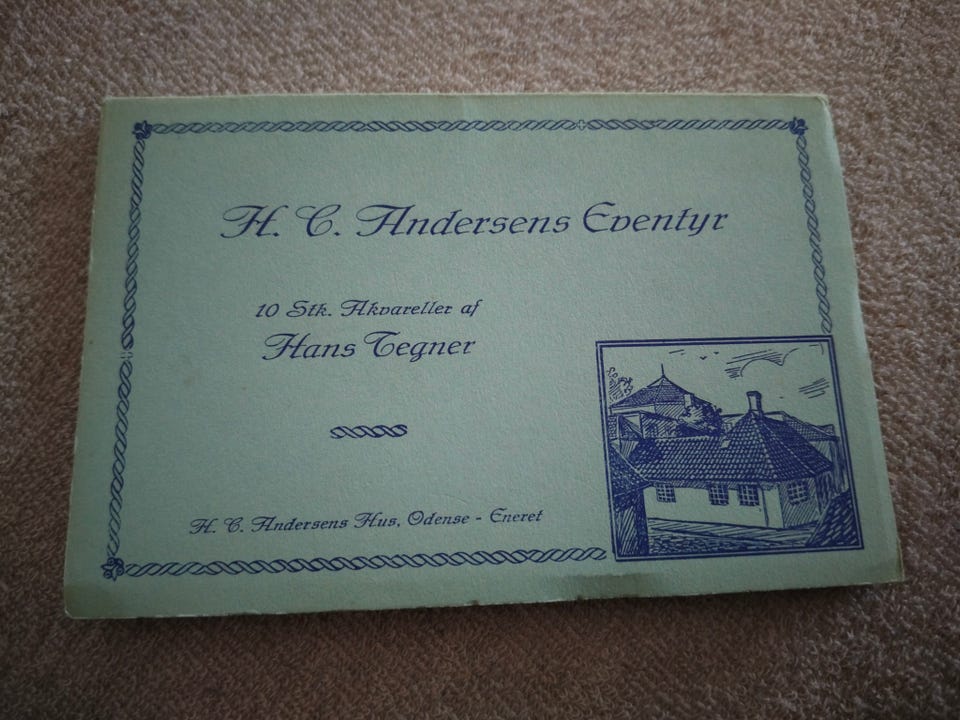 H. C. Andersens Eventyr
10 Stk. Akvareller af
Hans Tegner
H. C. Andersens Hus, Odense - Eneret